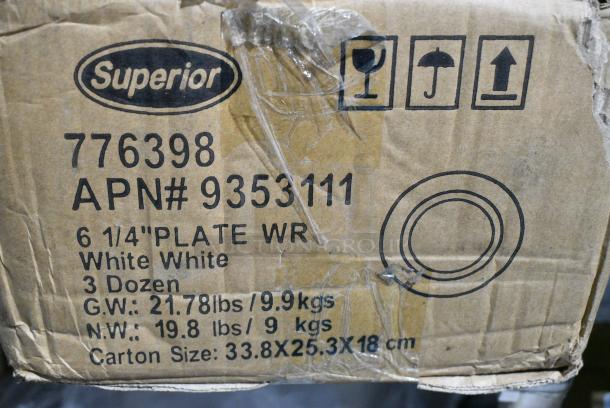 Superior
776398
APN# 9353111
6 1/4"PLATE WR
White White
3 Dozen
G.W.: 21.78lbs/9.9kgs
N.W.: 19.8 lbs/ 9 kgs
Carton Size: 33.8X25.3X18 cm